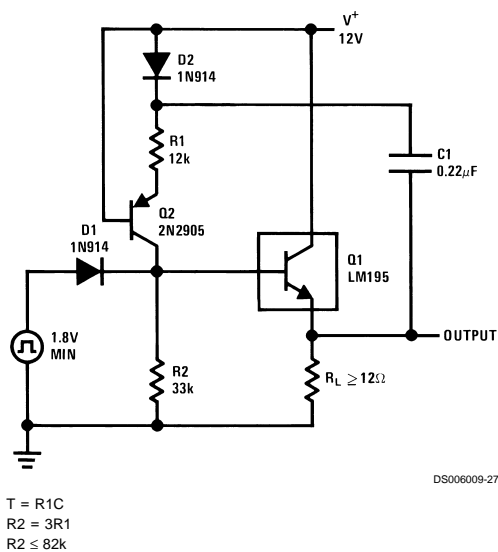 V+
12V
D2
1N914
R1
12k
C1
0.22μF
Q2
2N2905
D1
1N914
Q1
LM195
1.8V
MIN
OUTPUT
R2
33k
RL ≥ 12Ω
DS006009-27
T = R1C
R2 = 3R1
R2 ≤ 82k